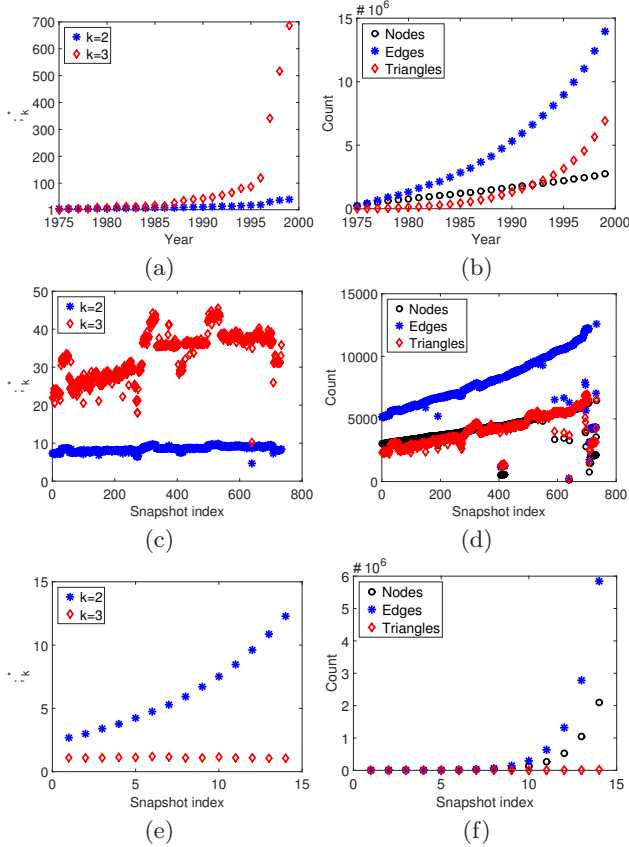 700
600
500
400
300
200
100
1
1975 1980 1985 1990 1995 2000
Year
k=2
k=3
(a)
# 10^6
15
10
5
0
1975 1980 1985 1990 1995 2000
Year
Count
Nodes
Edges
Triangles
(b)
50
40
30
20
10
0
0 200 400 600 800
Snapshot index
k=2
k=3
(c)
15000
10000
5000
0
0 200 400 600 800
Snapshot index
Count
Nodes
Edges
Triangles
(d)
15
10
5
0
0 5 10 15
Snapshot index
k=2
k=3
(e)
# 10^6
6
5
4
3
2
1
0
0 5 10 15
Snapshot index
Count
Nodes
Edges
Triangles
(f)